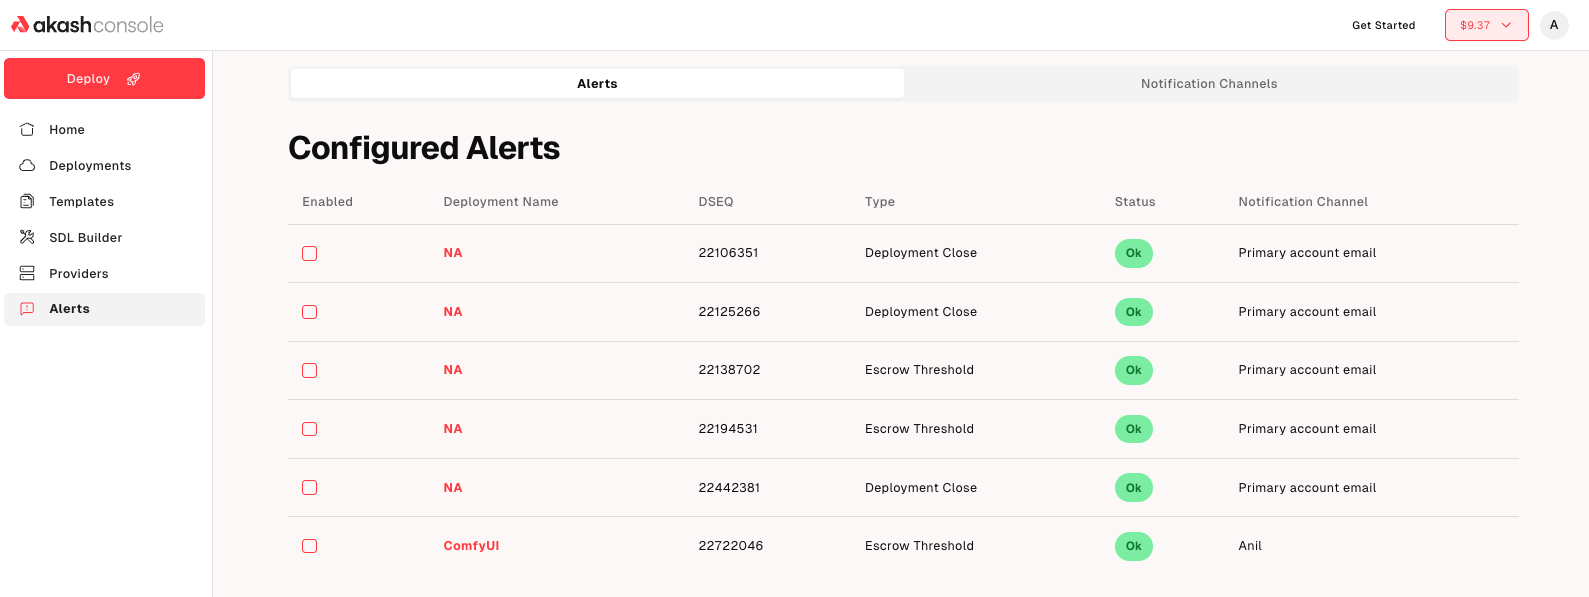 akashconsole
Get Started
$9.37
A
Deploy
Home
Deployments
Templates
SDL Builder
Providers
Alerts
Alerts Notification Channels
Configured Alerts
Enabled Deployment Name DSEQ Type Status Notification Channel
NA 22106351 Deployment Close Ok Primary account email
NA 22125266 Deployment Close Ok Primary account email
NA 22138702 Escrow Threshold Ok Primary account email
NA 22194531 Escrow Threshold Ok Primary account email
NA 22442381 Deployment Close Ok Primary account email
ComfyUI 22722046 Escrow Threshold Ok Anil